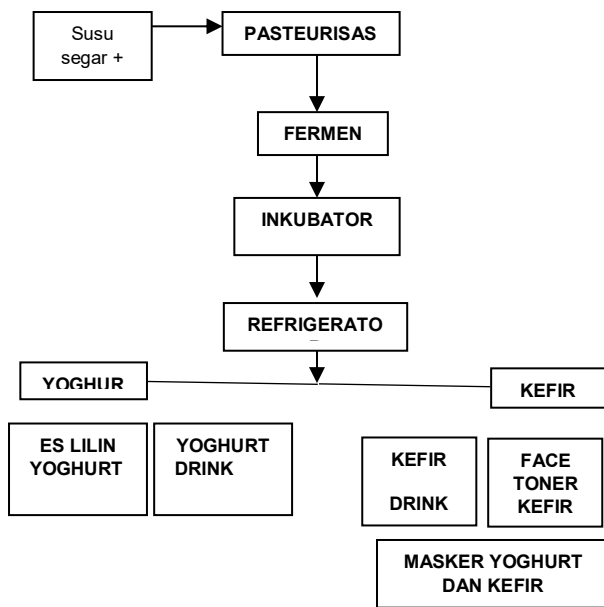 Susu
segar +
PASTEURISAS
FERMEN
INKUBATOR
REFRIGERATO
YOGHUR
KEFIR
ES LILIN
YOGHURT
YOGHURT
DRINK
KEFIR
DRINK
FACE
TONER
KEFIR
MASKER YOGHURT
DAN KEFIR